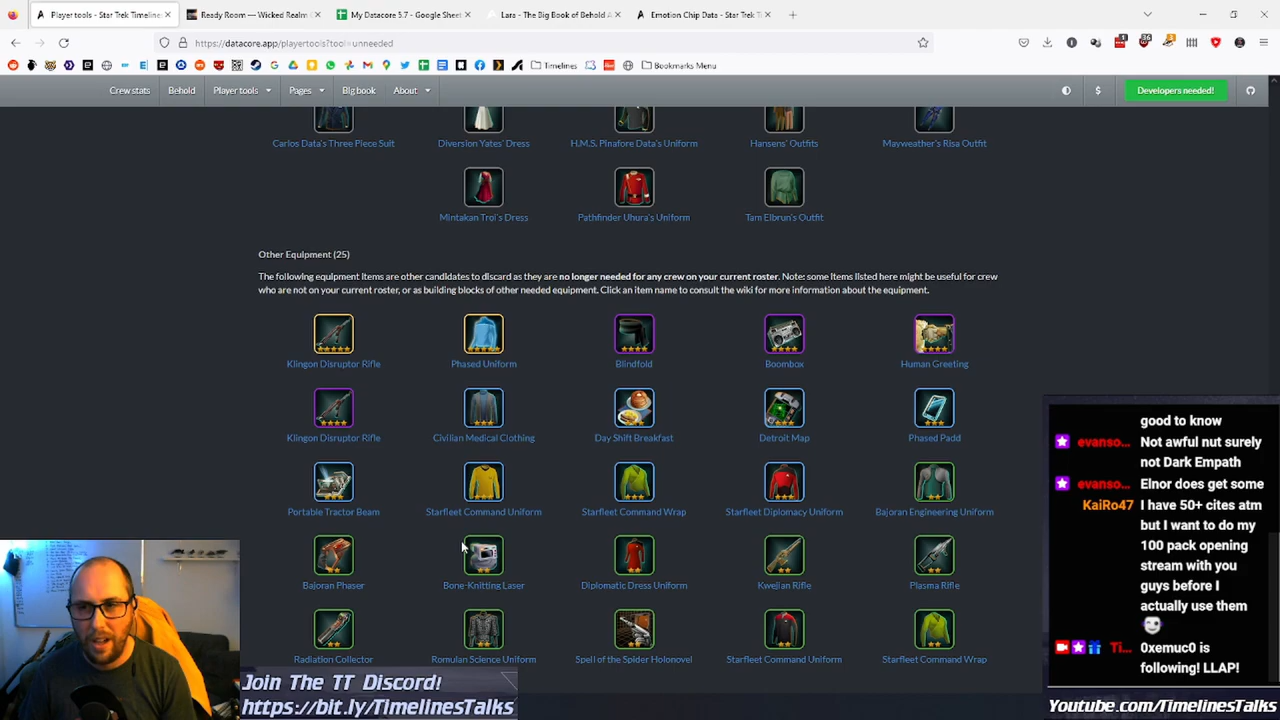 Player tools - Star Trek Timeline
Ready Room — Wicked Realm
My Datacore 5.7 - Google Sheet
Lara - The Big Book of Behold A
Emotion Chip Data - Star Trek T
https://datacore.app/playertools?tool=unneeded
Timelines
Bookmarks Menu
Crew stats
Behold
Player tools
Pages
Big book
About
Developers needed!
Carlos Data's Three Piece Suit
Diversion Yates' Dress
H.M.S. Pinafore Data's Uniform
Hansens' Outfits
Mayweather's Risa Outfit
Mintakan Troi's Dress
Pathfinder Uhura's Uniform
Tam Elbrun's Outfit
Other Equipment (25)
The following equipment items are other candidates to discard as they are no longer needed for any crew on your current roster. Note: some items listed here might be useful for crew
who are not on your current roster, or as building blocks of other needed equipment. Click an item name to consult the wiki for more information about the equipment.
Klingon Disruptor Rifle
Phased Uniform
Blindfold
Boombox
Human Greeting
Klingon Disruptor Rifle
Civilian Medical Clothing
Day Shift Breakfast
Detroit Map
Phased Padd
Portable Tractor Beam
Starfleet Command Uniform
Starfleet Command Wrap
Starfleet Diplomacy Uniform
Bajoran Engineering Uniform
Bajoran Phaser
Bone-Knitting Laser
Diplomatic Dress Uniform
Kwejian Rifle
Plasma Rifle
Radiation Collector
Romulan Science Uniform
Spell of the Spider Holonovel
Starfleet Command Uniform
Starfleet Command Wrap
good to know
evanso... Not awful nut surely
not Dark Empath
evanso... Elnor does get some
KaiRo47 I have 50+ cites atm
but I want to do my
100 pack opening
stream with you
guys before I
actually use them
Ti... 0xemuc0 is
following! LLAP!
Join The TT Discord!
https://bit.ly/TimelinesTalks
Youtube.com/TimelinesTalks